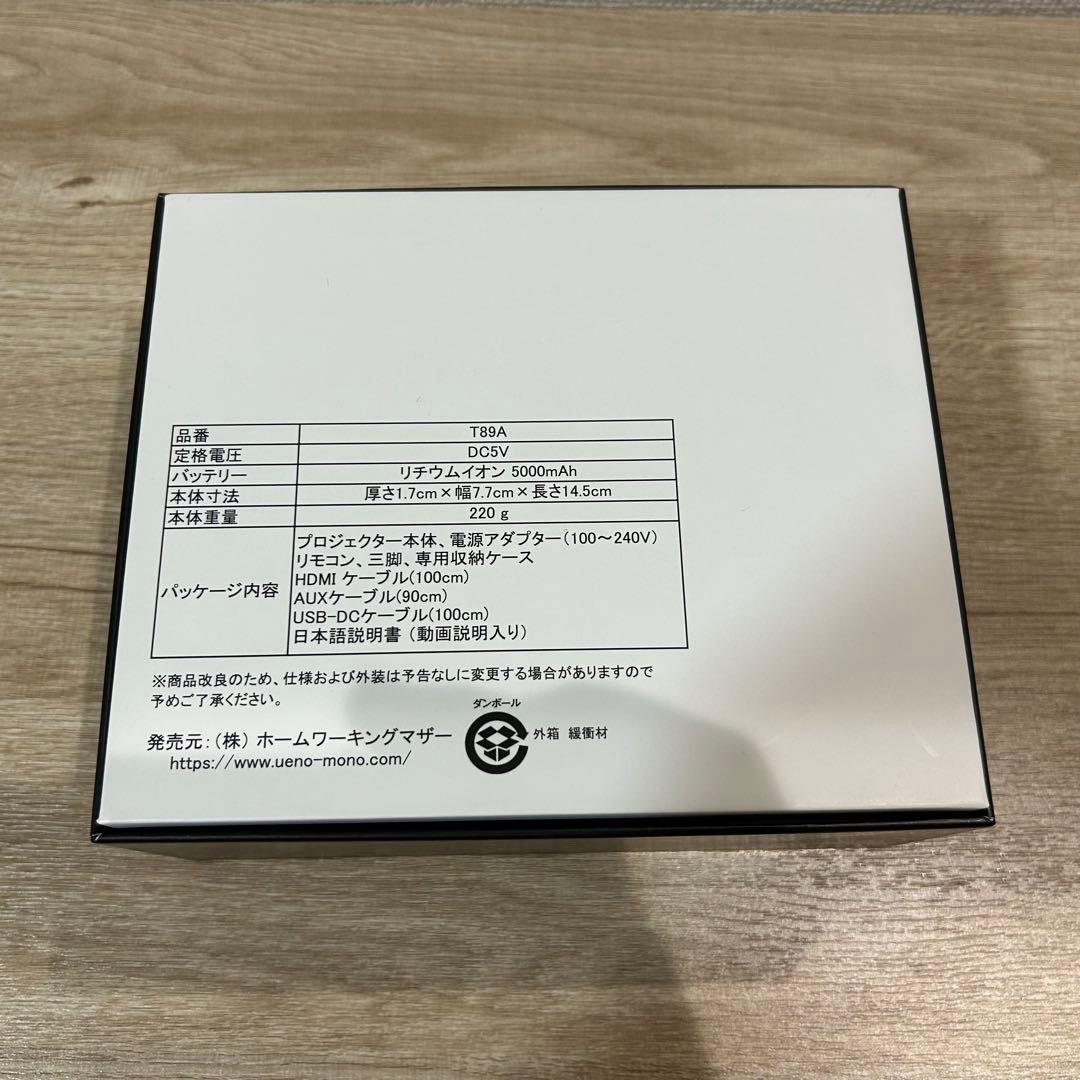 品番 T89A
定格電圧 DC5V
バッテリー リチウムイオン 5000mAh
本体寸法 厚さ1.7cm×幅7.7cm×長さ14.5cm
本体重量 220g
パッケージ内容
プロジェクター本体、電源アダプター(100～240V)
リモコン、三脚、専用収納ケース
HDMI ケーブル(100cm)
AUXケーブル(90cm)
USB-DCケーブル(100cm)
日本語説明書 (動画説明入り)
※商品改良のため、仕様および外装は予告なしに変更する場合がありますので
予めご了承ください。
ダンボール
外箱 緩衝材
発売元:(株) ホームワーキングマザー
https://www.ueno-mono.com/